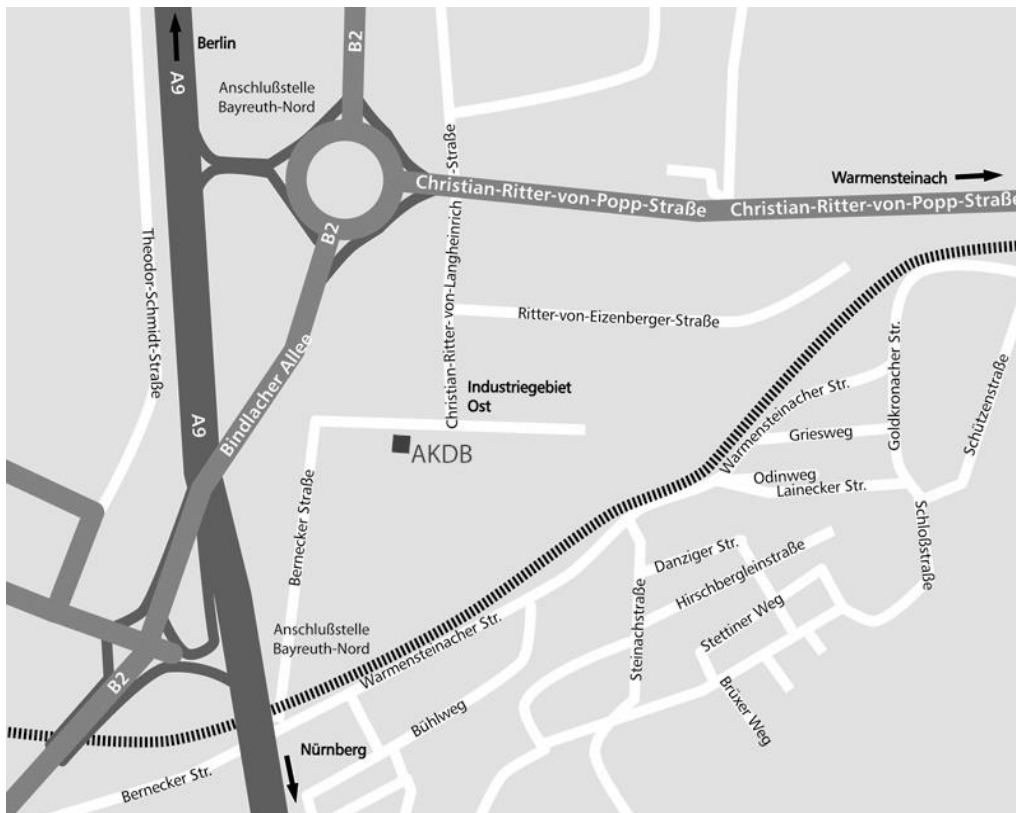 B2
Berlin
A9
Anschlußstelle
Bayreuth-Nord
Christian-Ritter-von-Langheinrich-Straße
Warmensteinach
Christian-Ritter-von-Popp-Straße
Christian-Ritter-von-Popp-Straße
B2
Theodor-Schmidt-Straße
Ritter-von-Eizenberger-Straße
Bindlacher Allee
Goldkronacher Str.
Schützenstraße
Industriegebiet
Ost
Warmensteinacher Str.
A9
Griesweg
AKDB
Odinweg
Lainecker Str.
Bernecker Straße
Schloßstraße
Danziger Str.
Hirschbergleinstraße
Anschlußstelle
Bayreuth-Nord
Warmensteinacher Str.
Steinachstraße
Stettiner Weg
B2
Bühlweg
Brüxer Weg
Nürnberg
Bernecker Str.